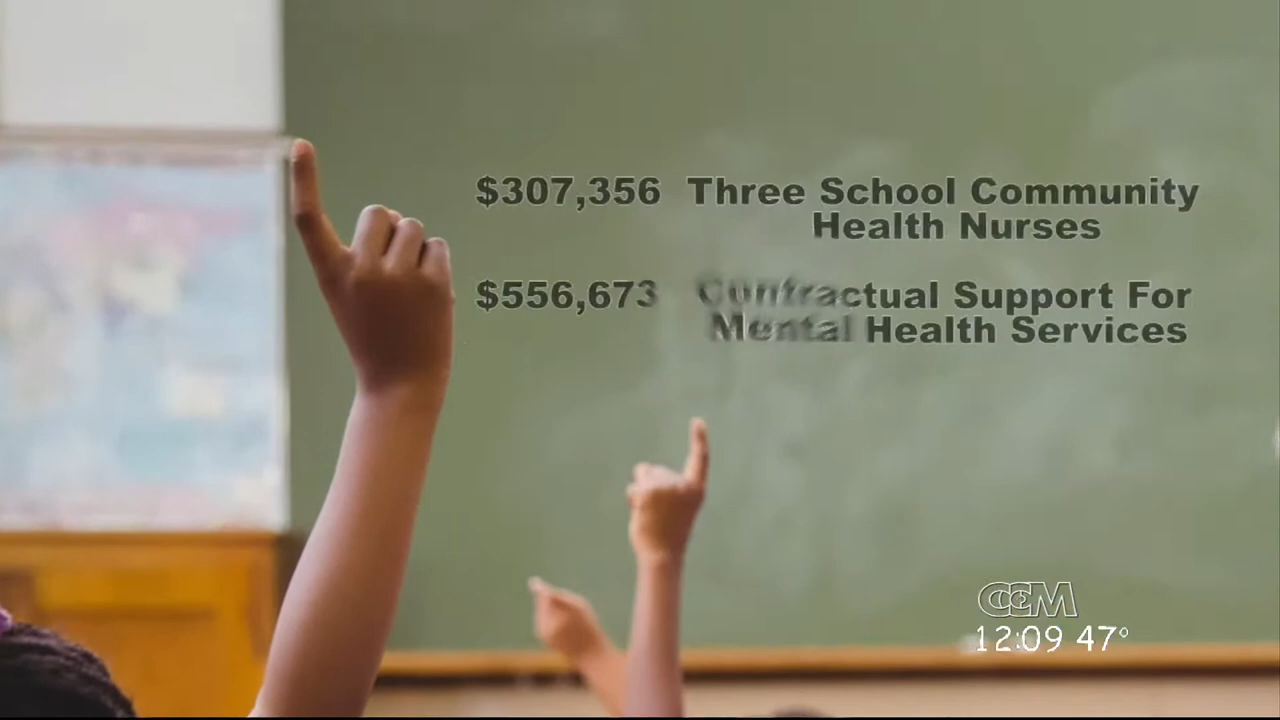 $307,356 Three School Community
Health Nurses
$556,673 Contractual Support For
Mental Health Services
CCM
12:09 47°